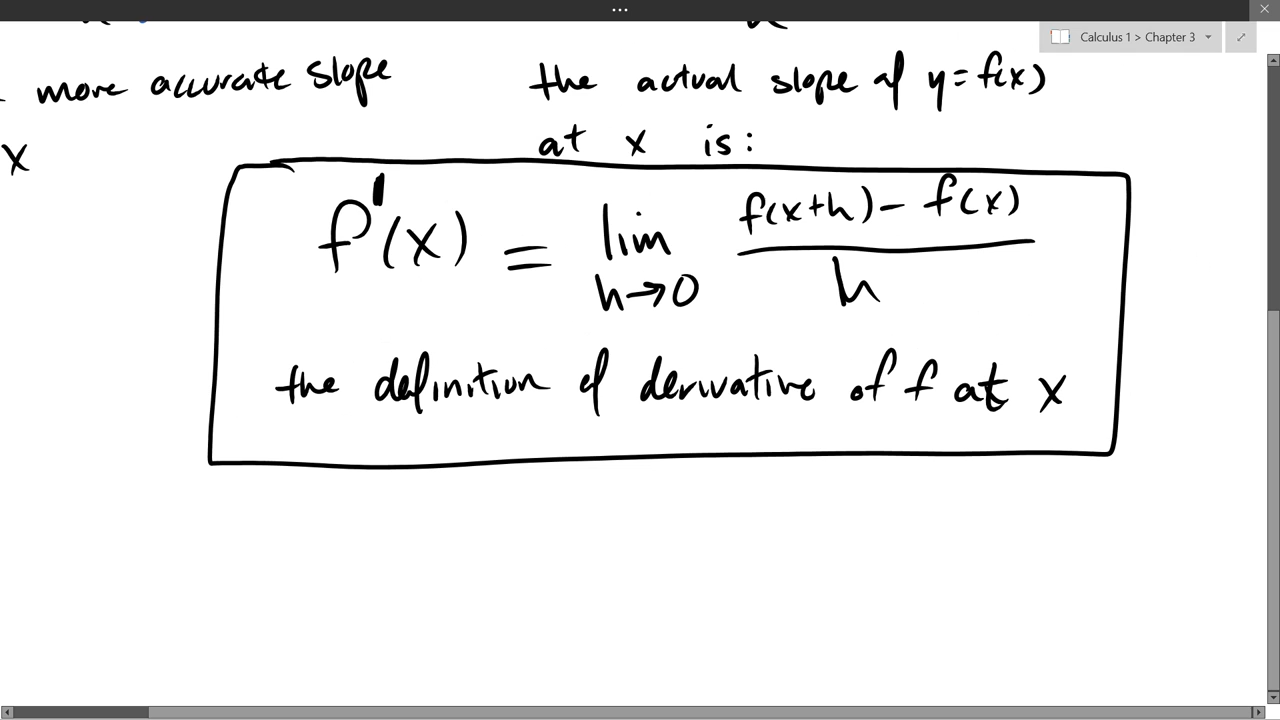 ...
Calculus 1 > Chapter 3
more accurate slope
x
the actual slope of y=f(x)
at x is:
f'(x) = lim h→0 f(x+h) - f(x) / h
the definition of derivative of f at x